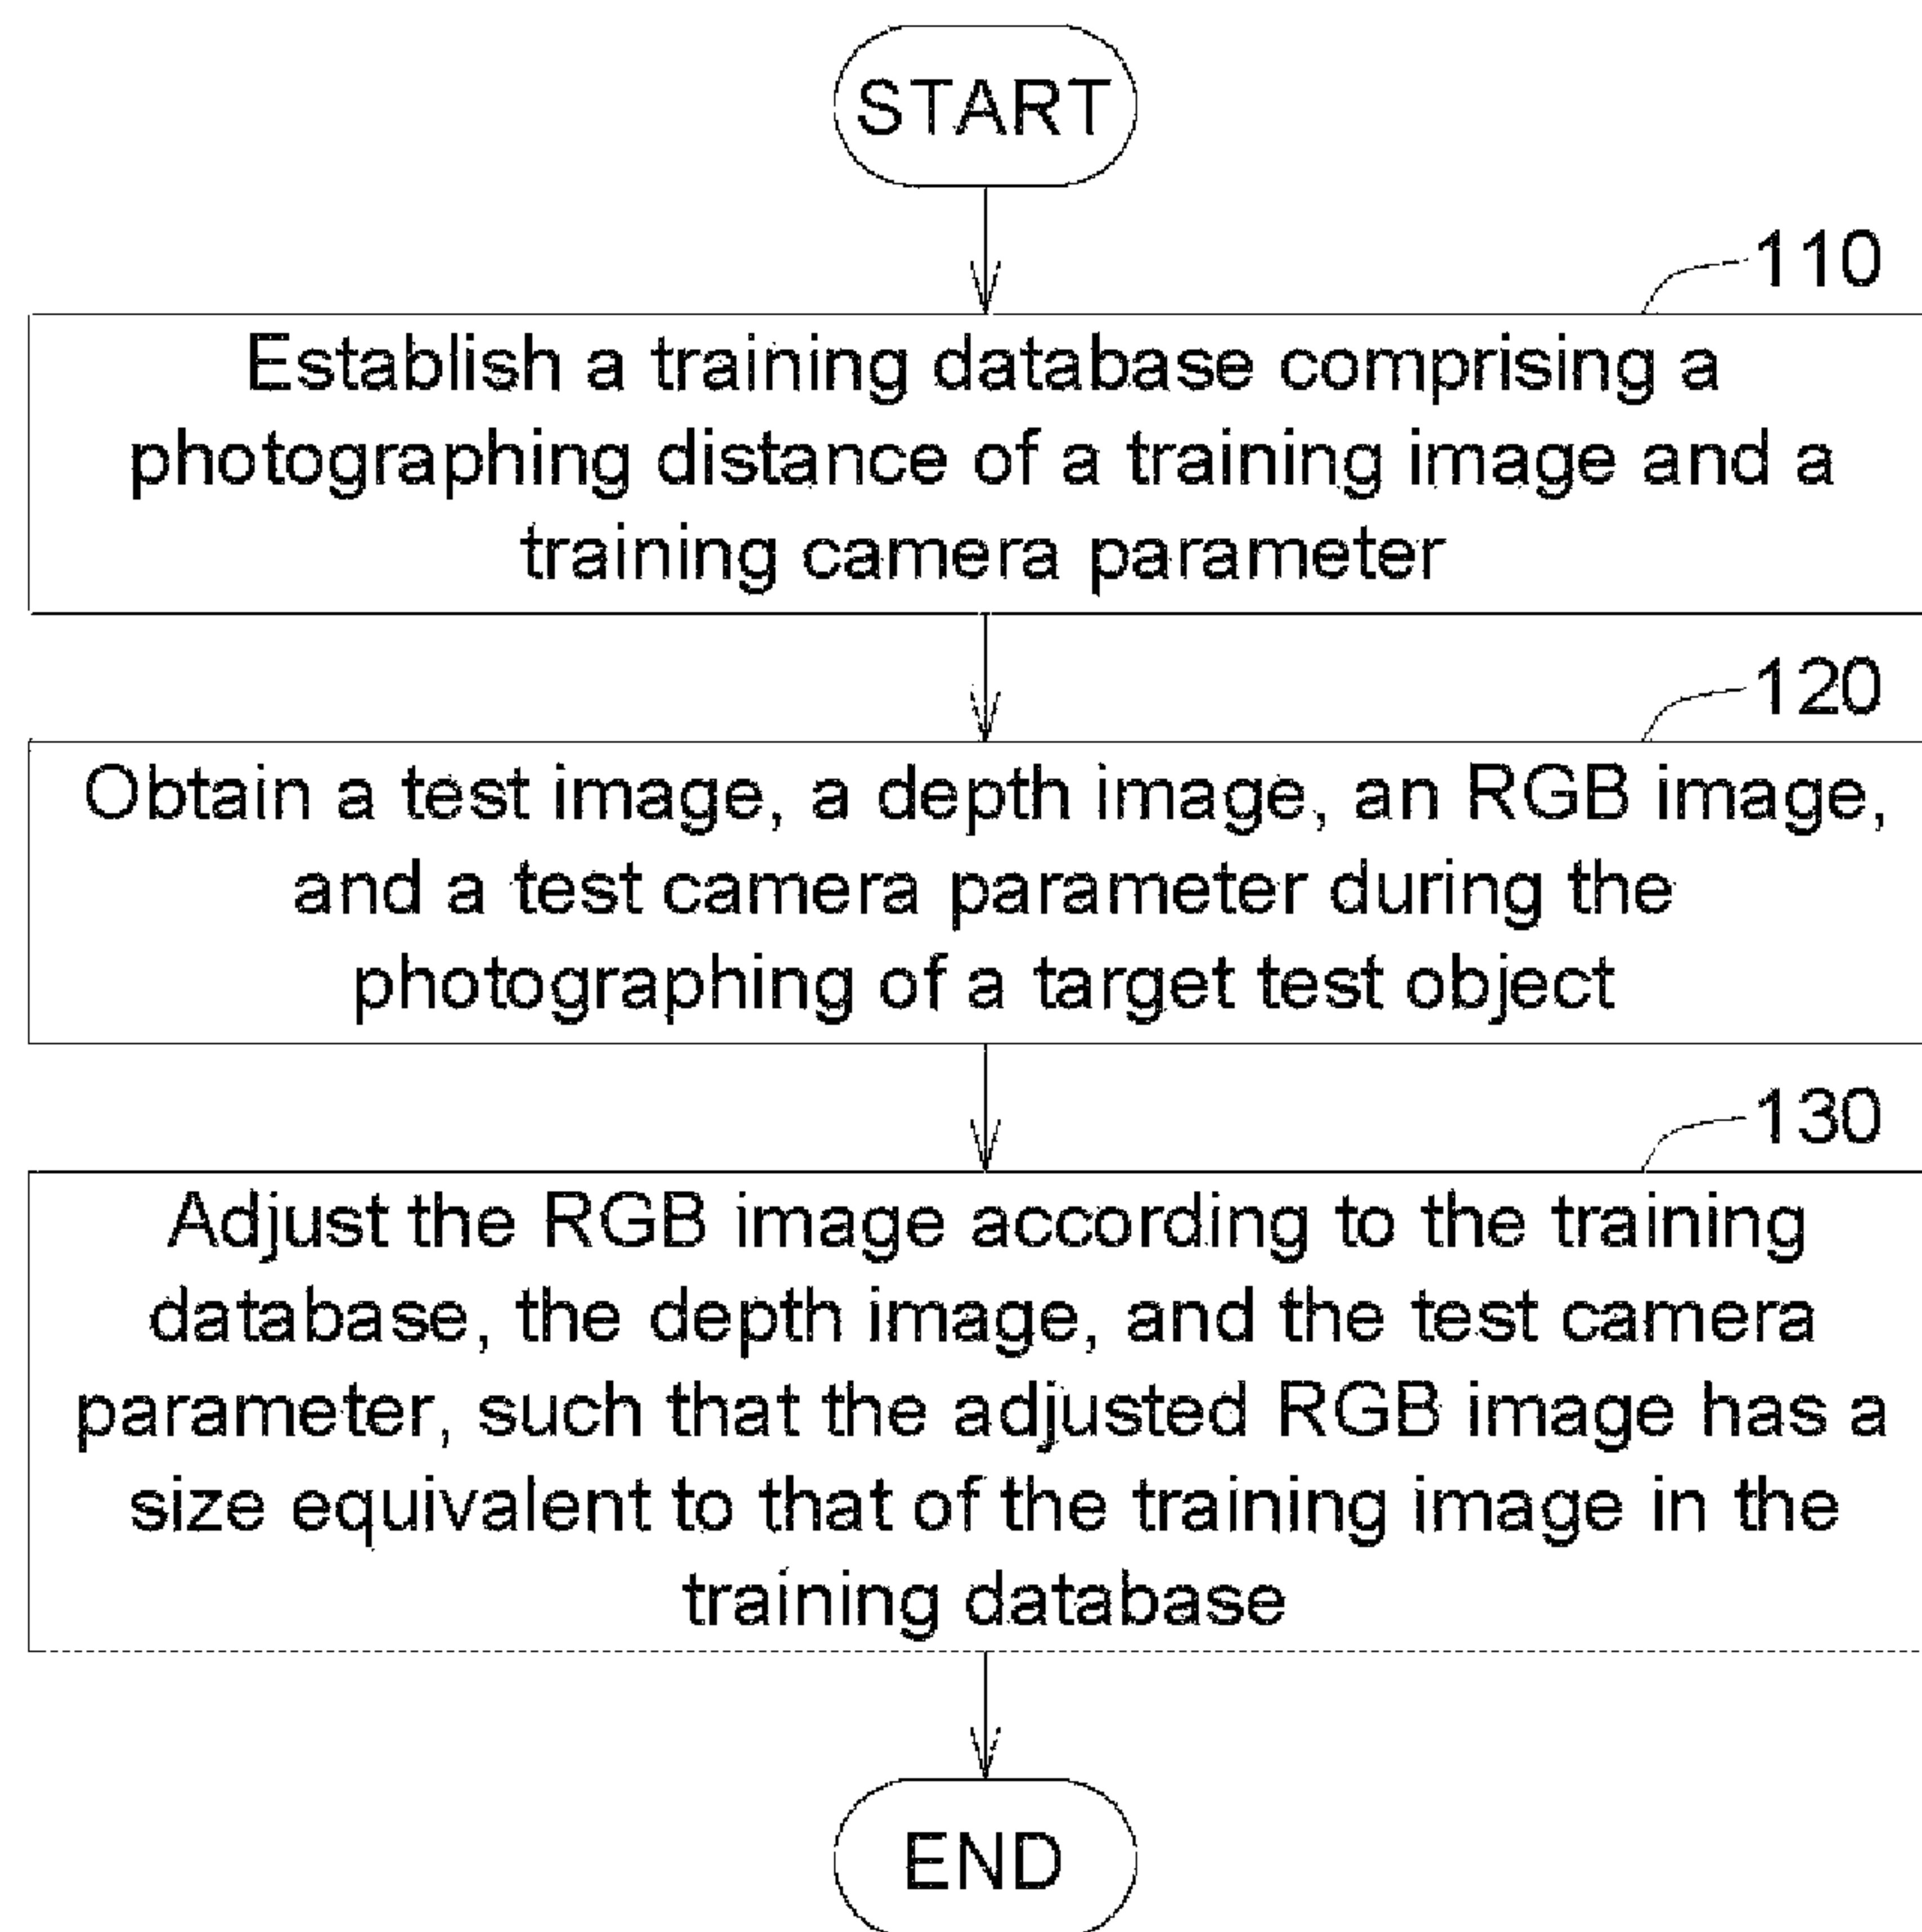 START
110
Establish a training database comprising a
photographing distance of a training image and a
training camera parameter
120
Obtain a test image, a depth image, an RGB image,
and a test camera parameter during the
photographing of a target test object
130
Adjust the RGB image according to the training
database, the depth image, and the test camera
parameter, such that the adjusted RGB image has a
size equivalent to that of the training image in the
training database
END